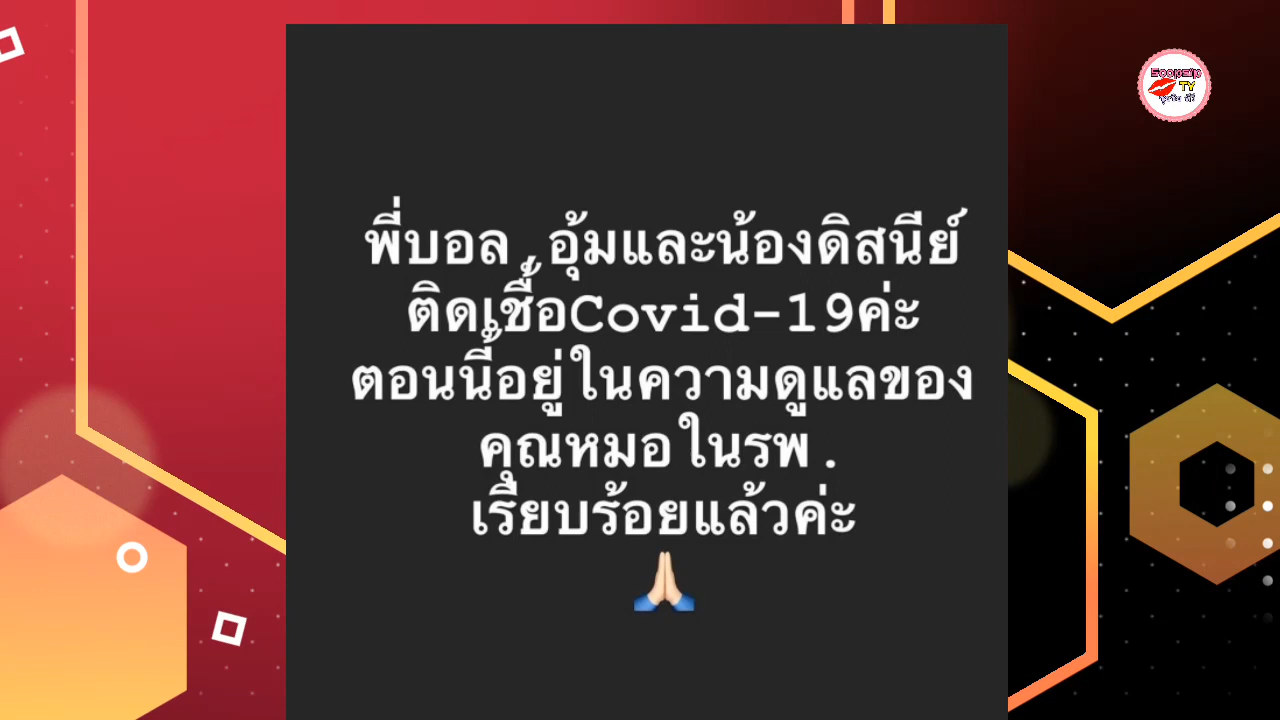 พี่บอล , อุ้มและน้องดิสนีย์
ติดเชื้อCovid-19ค่ะ
ตอนนี้อยู่ในความดูแลของ
คุณหมอในรพ.
เรียบร้อยแล้วค่ะ
🙏🏻
TV